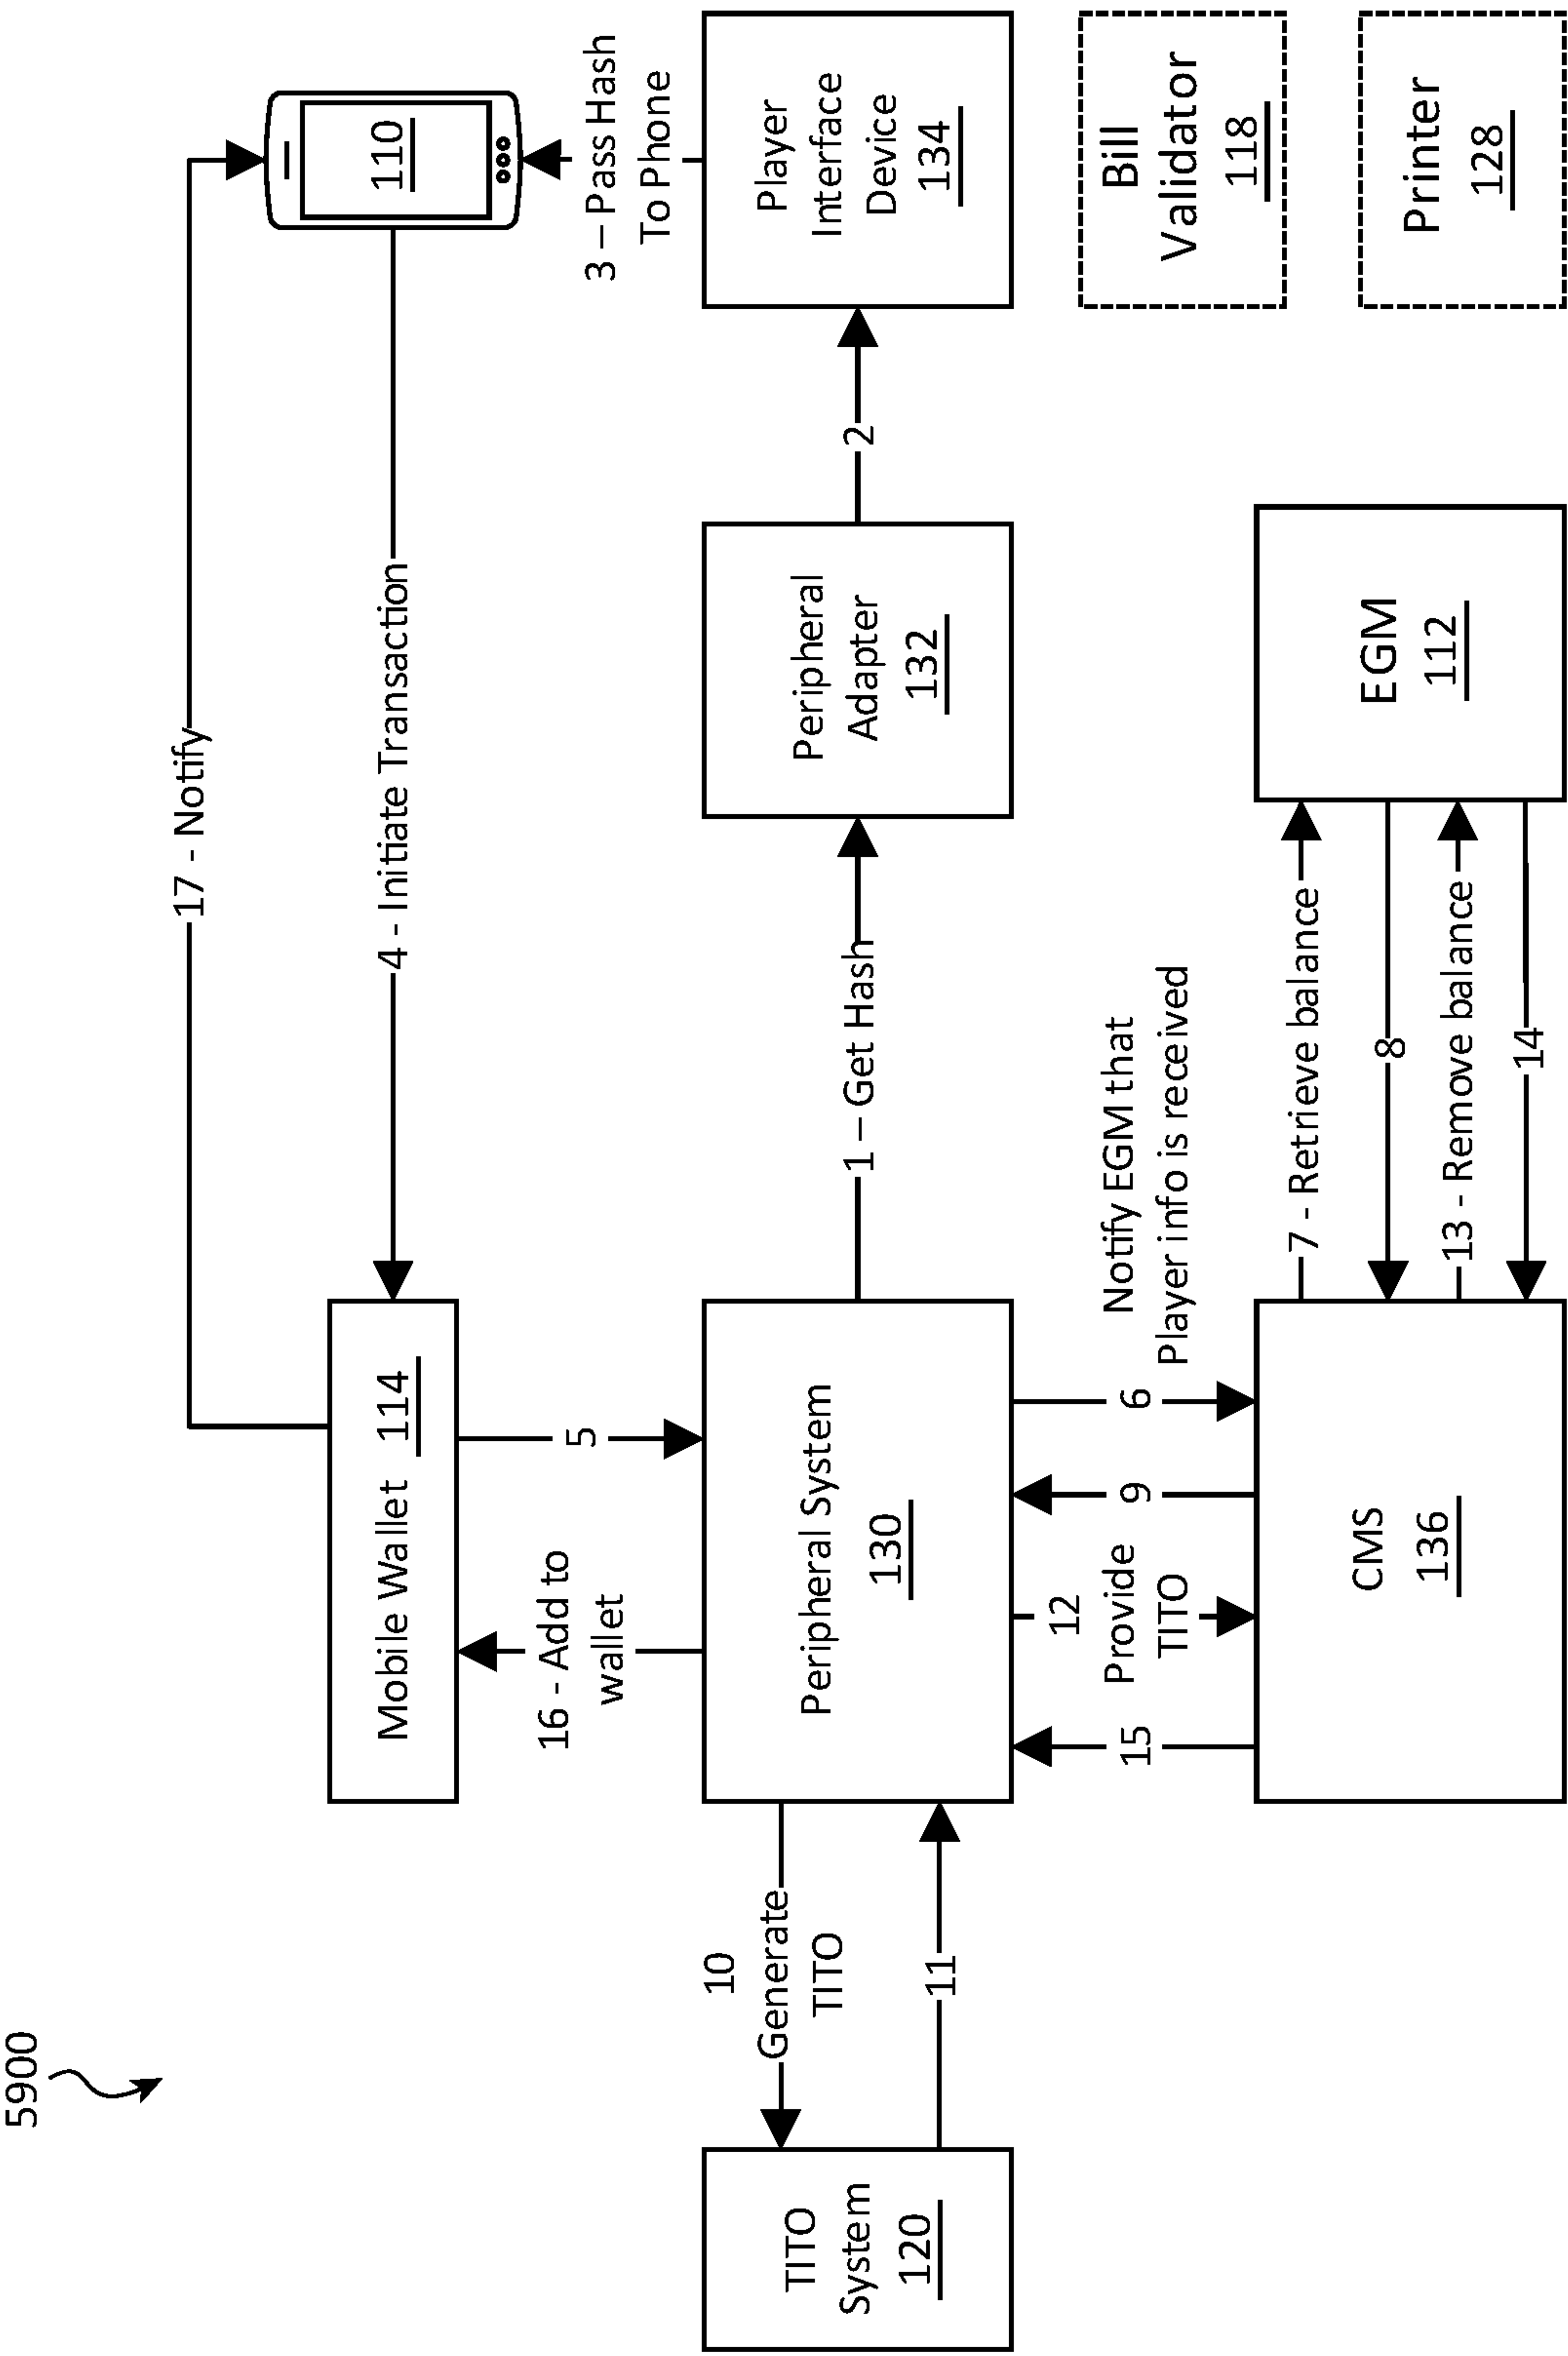 5900
17 - Notify
110
4 - Initiate Transaction
Mobile Wallet 114
3 – Pass Hash
To Phone
16 - Add to
wallet
5
TITO
System
120
10
Generate
TITO
11
Peripheral System
130
1 – Get Hash
Peripheral
Adapter
132
2
Player
Interface
Device
134
15
12
Provide
TITO
9
6
Notify EGM that
Player info is received
Bill
Validator
118
CMS
136
7 - Retrieve balance
8
13 - Remove balance
14
EGM
112
Printer
128